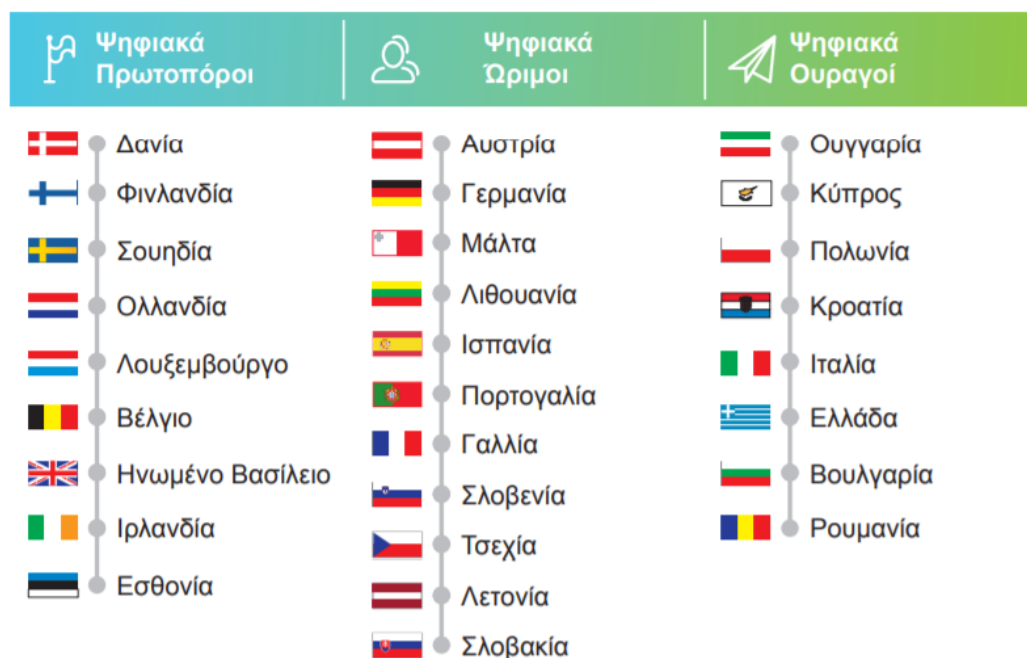 Ψηφιακά
Πρωτοπόροι
Δανία
Φινλανδία
Σουηδία
Ολλανδία
Λουξεμβούργο
Βέλγιο
Ηνωμένο Βασίλειο
Ιρλανδία
Εσθονία
Ψηφιακά
Ώριμοι
Αυστρία
Γερμανία
Μάλτα
Λιθουανία
Ισπανία
Πορτογαλία
Γαλλία
Σλοβενία
Τσεχία
Λετονία
Σλοβακία
Ψηφιακά
Ουραγοί
Ουγγαρία
Κύπρος
Πολωνία
Κροατία
Ιταλία
Ελλάδα
Βουλγαρία
Ρουμανία